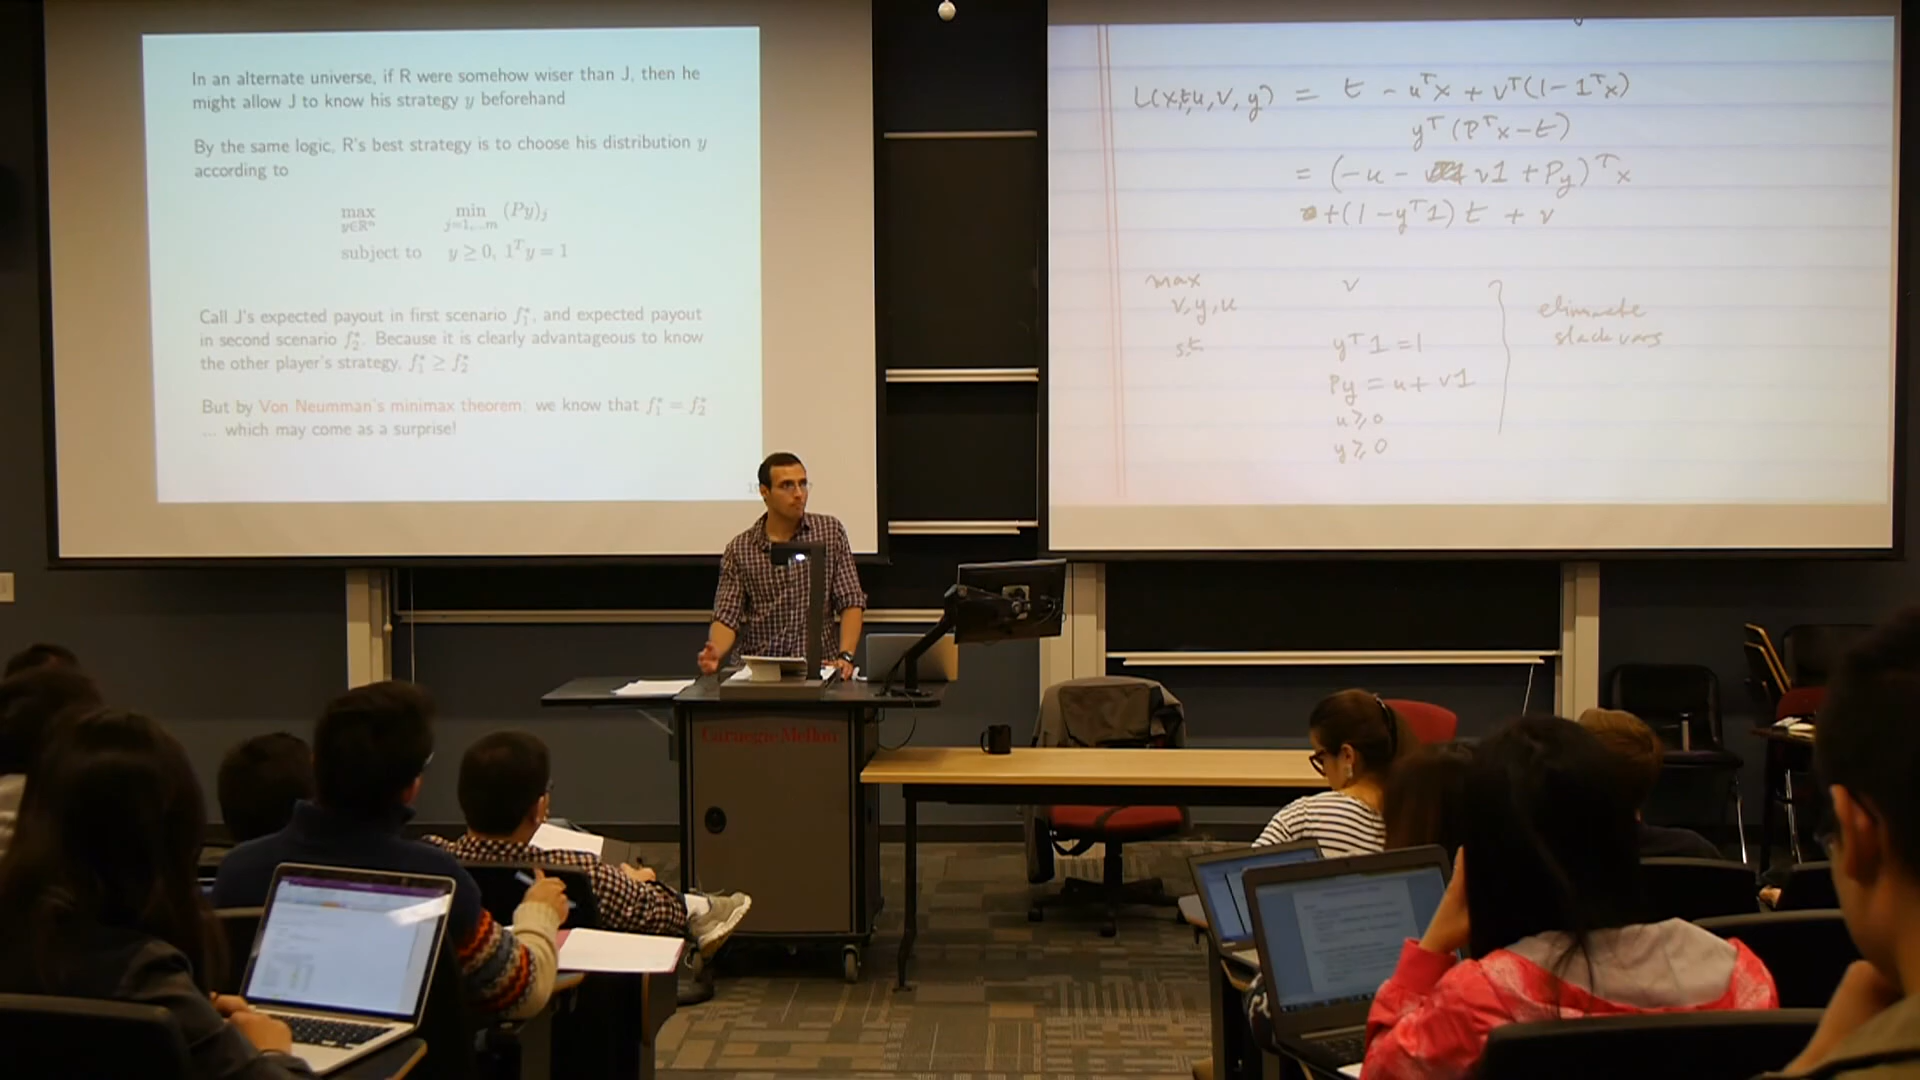 In an alternate universe, if R were somehow wiser than J, then he
might allow J to know his strategy y beforehand
By the same logic, R's best strategy is to choose his distribution y
according to
max min (Py)ⱼ
y∈ℝⁿ j=1,...m
subject to y ≥ 0, 1ᵀy = 1
Call J's expected payout in first scenario f₁*, and expected payout
in second scenario f₂*. Because it is clearly advantageous to know
the other player's strategy, f₁* ≥ f₂*
But by Von Neumman's minimax theorem, we know that f₁* = f₂*
... which may come as a surprise!
L(x,t,u,v,y) = t - uᵀx + vᵀ(1 - 1ᵀx)
yᵀ(Pᵀx - t)
= (-u - v1 + Py)ᵀx
+ (1 - yᵀ1) t + v
max v
v, y, u
st yᵀ1 = 1
Py = u + v1
u ≥ 0
y ≥ 0
eliminate
slack vars
Carnegie Mellon